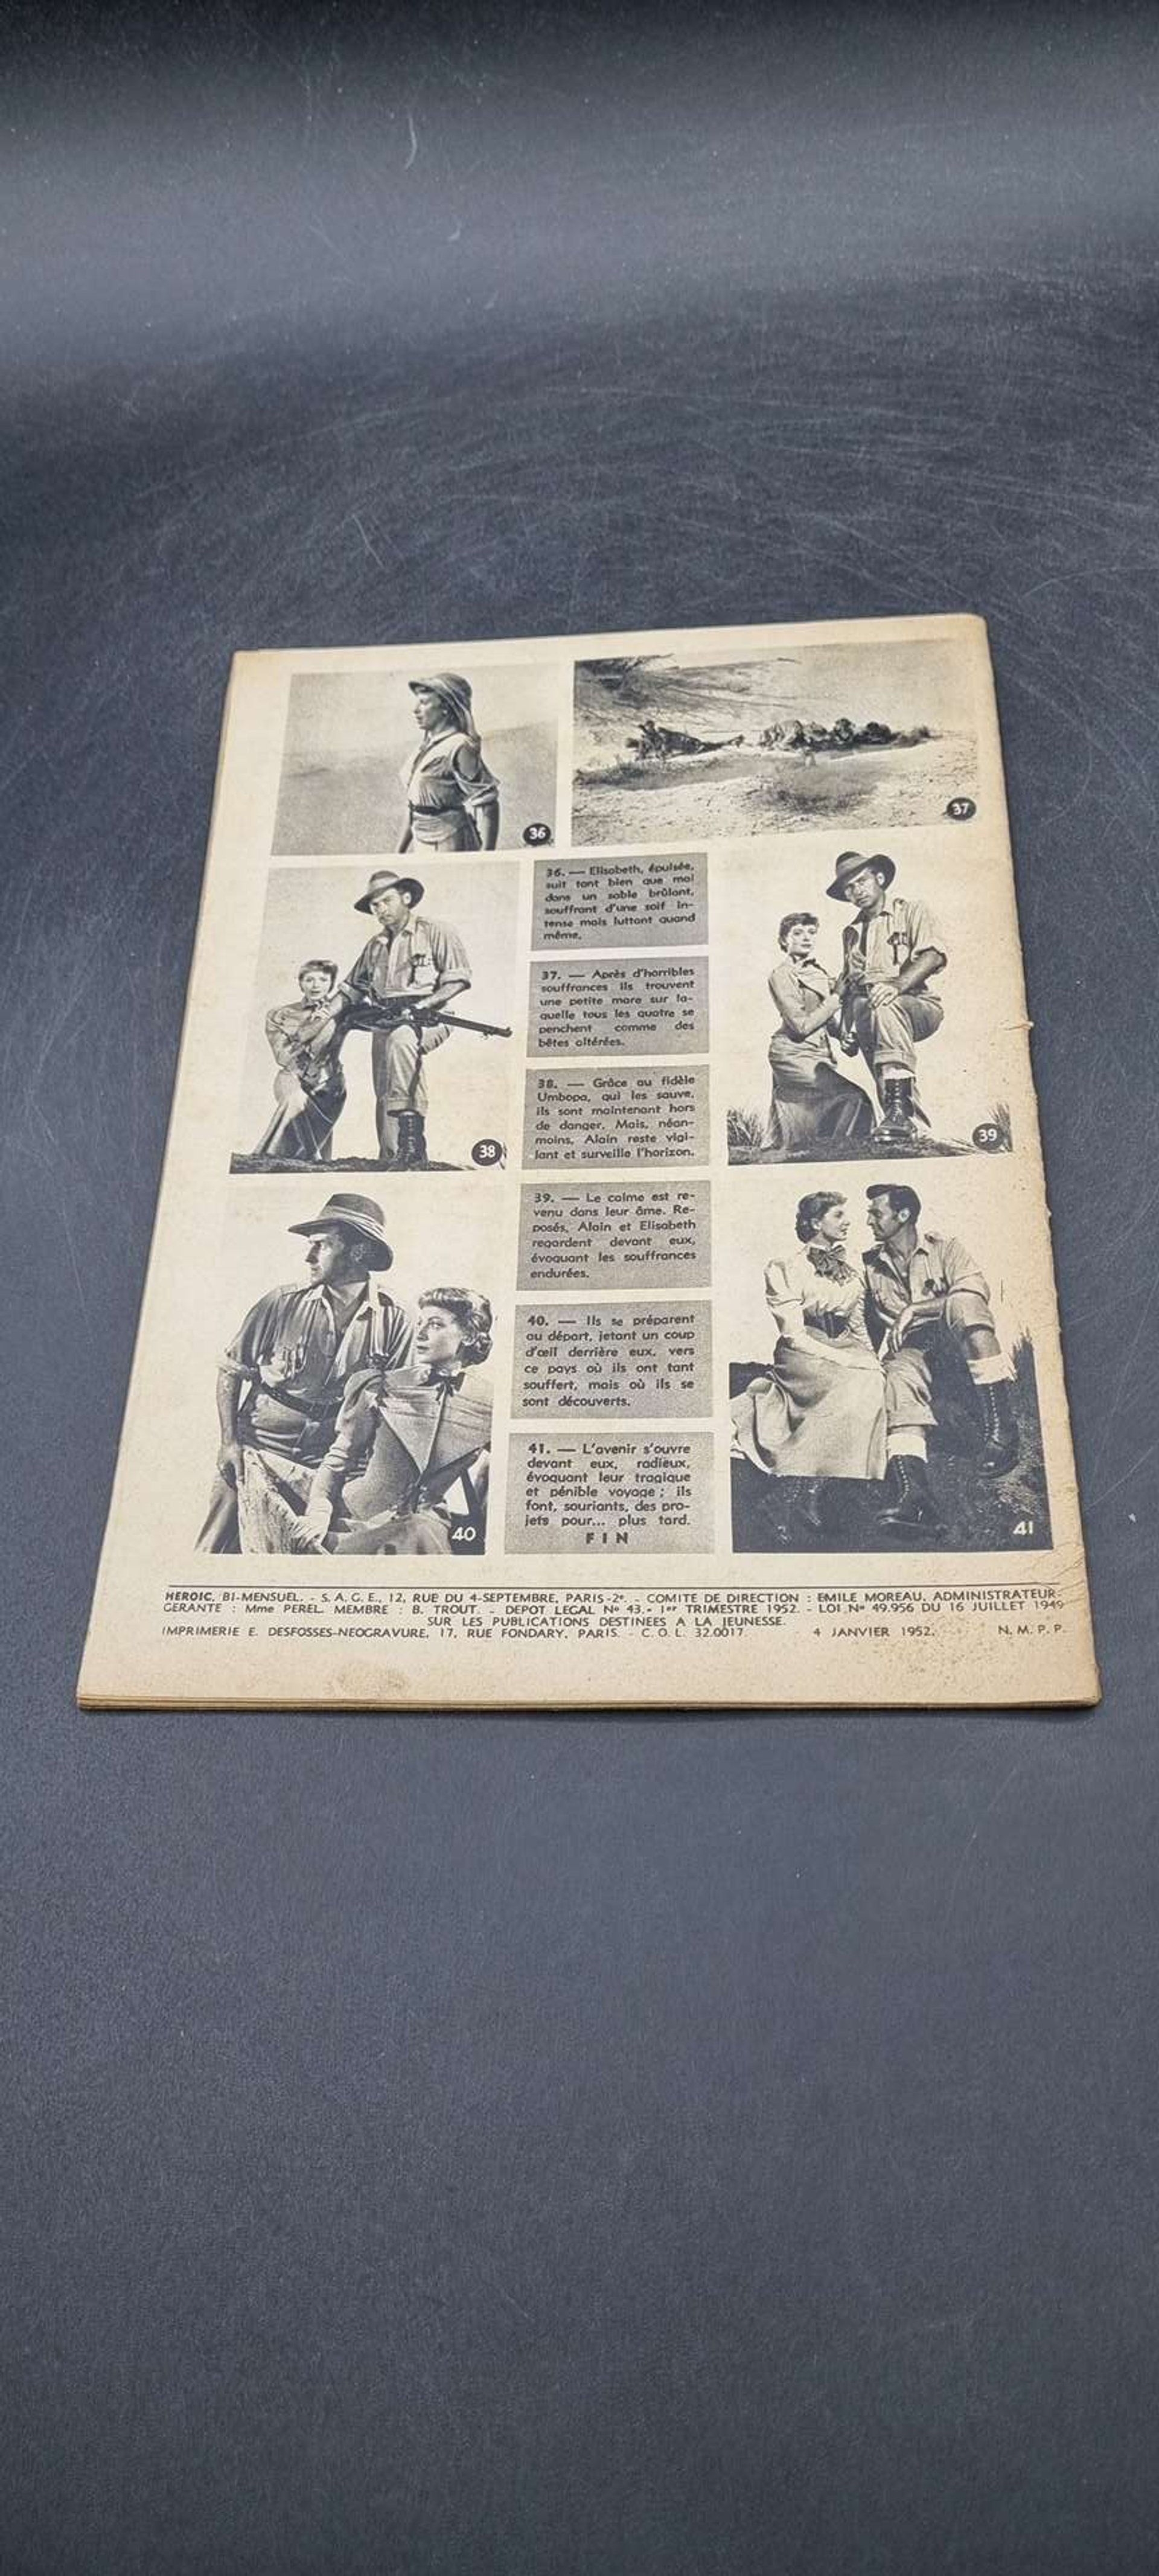 36
37
36. — Elisabeth, épuisée,
suit tant bien que mal
dans un sable brûlant,
souffrant d'une soif in-
tense mais luttant quand
même.
37. — Après d'horribles
souffrances ils trouvent
une petite mare sur la-
quelle tous les quatre se
penchent comme des
bêtes altérées.
38. — Grâce au fidèle
Umbopa, qui les sauve,
ils sont maintenant hors
de danger. Mais, néan-
moins, Alain reste vigi-
lant et surveille l'horizon.
38
39
39. — Le calme est re-
venu dans leur âme. Re-
posés, Alain et Elisabeth
regardent devant eux,
évoquant les souffrances
endurées.
40. — Ils se préparent
au départ, jetant un coup
d'œil derrière eux, vers
ce pays où ils ont tant
souffert, mais où ils se
sont découverts.
41. — L'avenir s'ouvre
devant eux, radieux,
évoquant leur tragique
et pénible voyage ; ils
font, souriants, des pro-
jets pour... plus tard.
FIN
40
41
HEROIC, BI-MENSUEL. - S. A. G. E., 12, RUE DU 4-SEPTEMBRE, PARIS-2e. - COMITE DE DIRECTION : EMILE MOREAU, ADMINISTRATEUR-
GERANTE : Mme PEREL. MEMBRE : B. TROUT. - DEPOT LEGAL No 43. - 1er TRIMESTRE 1952. - LOI No 49.956 DU 16 JUILLET 1949
SUR LES PUBLICATIONS DESTINEES A LA JEUNESSE.
IMPRIMERIE E. DESFOSSES-NEOGRAVURE, 17, RUE FONDARY, PARIS. - C. O. L. 32.0017. 4 JANVIER 1952. N. M. P. P.